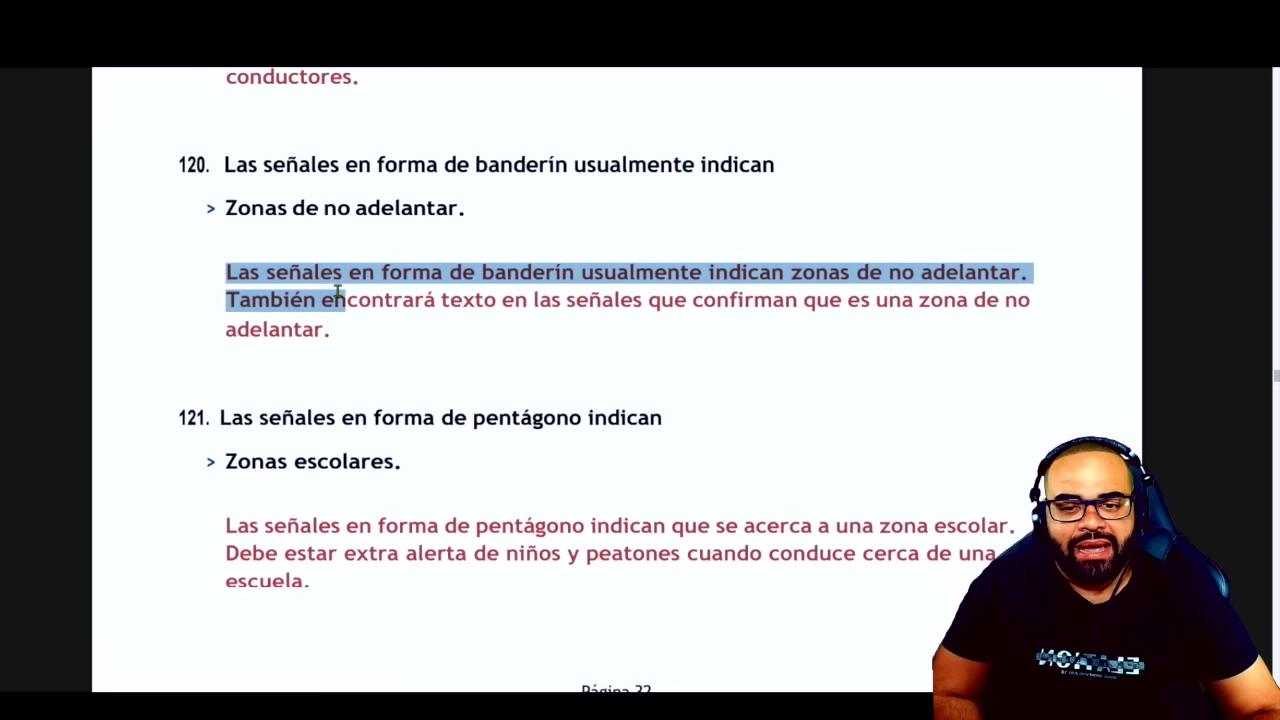 conductores.
120. Las señales en forma de banderín usualmente indican
> Zonas de no adelantar.
Las señales en forma de banderín usualmente indican zonas de no adelantar.
También encontrará texto en las señales que confirman que es una zona de no
adelantar.
121. Las señales en forma de pentágono indican
> Zonas escolares.
Las señales en forma de pentágono indican que se acerca a una zona escolar.
Debe estar extra alerta de niños y peatones cuando conduce cerca de una
escuela.
Página 32